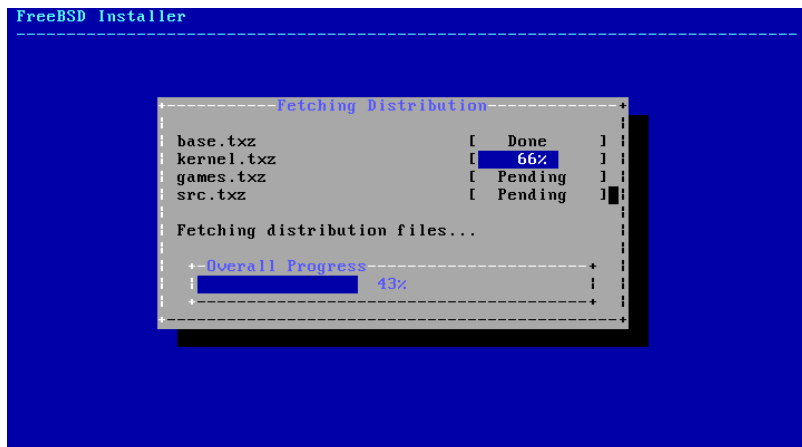 FreeBSD Installer
Fetching Distribution
base.txz [ Done ]
kernel.txz [ 66% ]
games.txz [ Pending ]
src.txz [ Pending ]
Fetching distribution files...
Overall Progress
43%